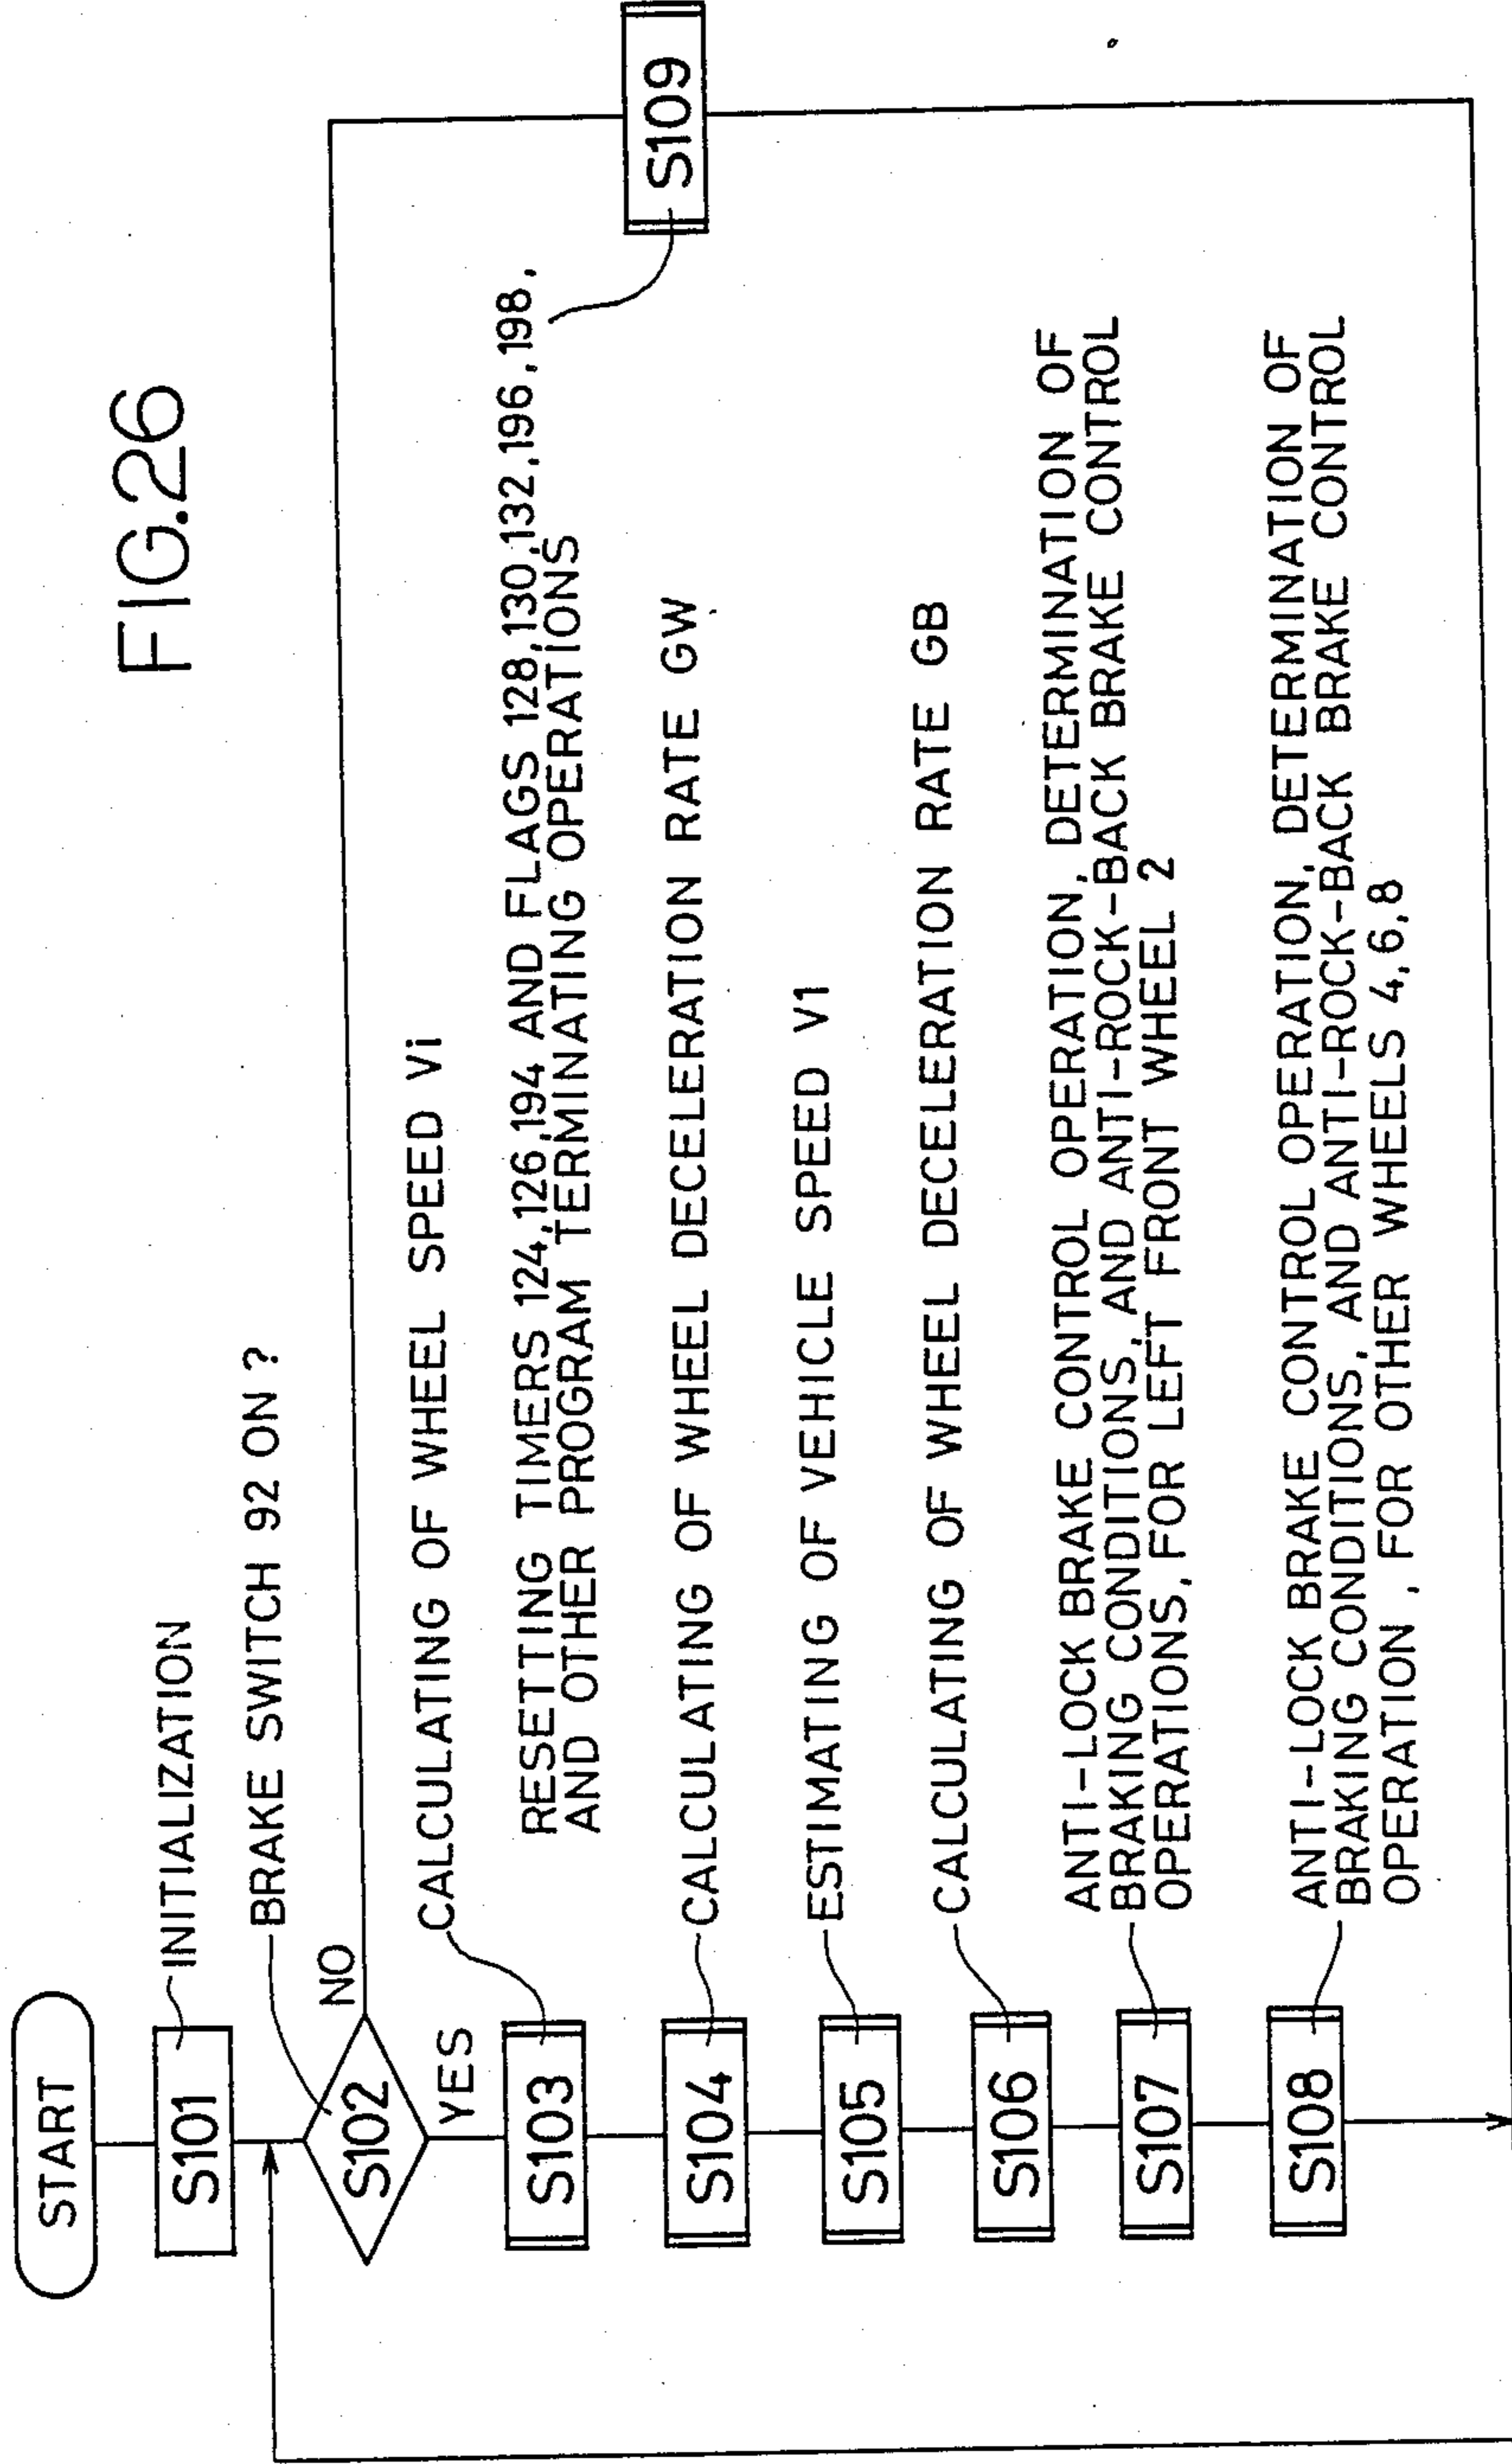 FIG.26
START
S101
INITIALIZATION
S102
BRAKE SWITCH 92 ON ?
NO
YES
S103
CALCULATING OF WHEEL SPEED Vi
S109
RESETTING TIMERS 124,126,194 AND FLAGS 128,130,132,196,198,
AND OTHER PROGRAM TERMINATING OPERATIONS
S104
CALCULATING OF WHEEL DECELERATION RATE GW
S105
ESTIMATING OF VEHICLE SPEED V1
S106
CALCULATING OF WHEEL DECELERATION RATE GB
S107
ANTI-LOCK BRAKE CONTROL OPERATION, DETERMINATION OF
BRAKING CONDITIONS, AND ANTI-ROCK-BACK BRAKE CONTROL
OPERATIONS, FOR LEFT FRONT WHEEL 2
S108
ANTI-LOCK BRAKE CONTROL OPERATION, DETERMINATION OF
BRAKING CONDITIONS, AND ANTI-ROCK-BACK BRAKE CONTROL
OPERATION, FOR OTHER WHEELS 4,6,8